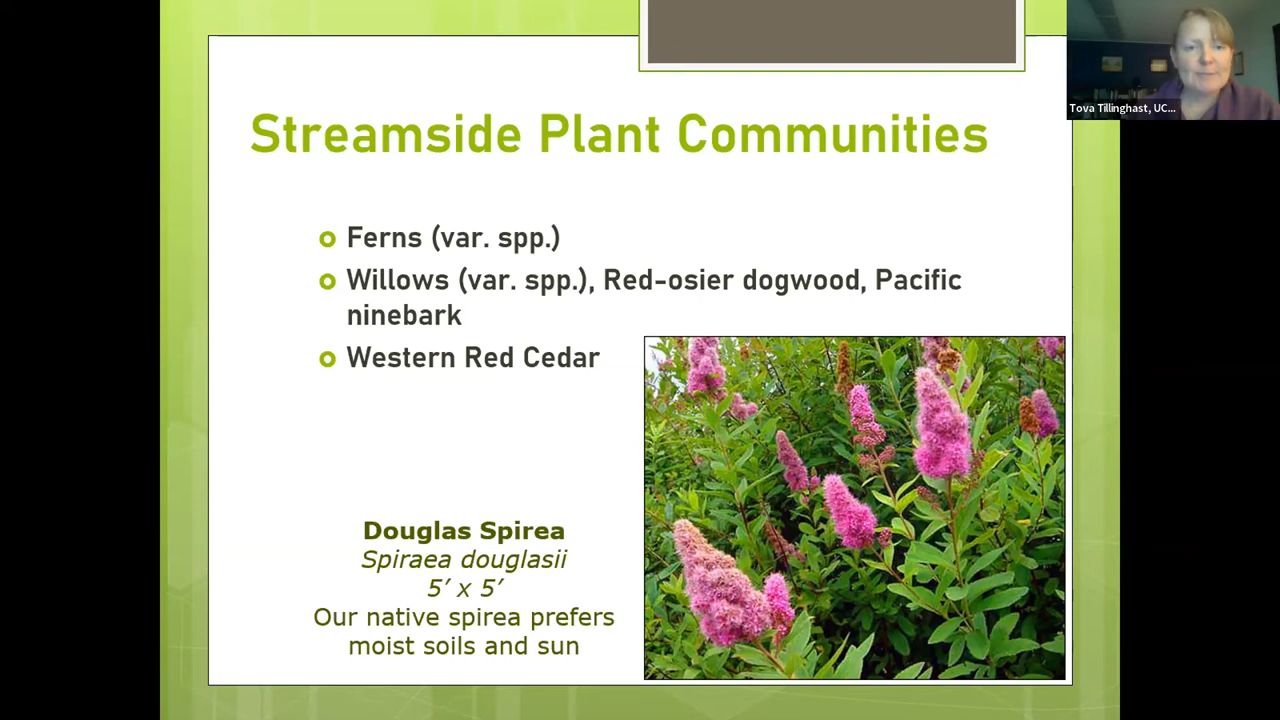 Tova Tillinghast, UC...
Streamside Plant Communities
Ferns (var. spp.)
Willows (var. spp.), Red-osier dogwood, Pacific
ninebark
Western Red Cedar
Douglas Spirea
Spiraea douglasii
5’ x 5’
Our native spirea prefers
moist soils and sun